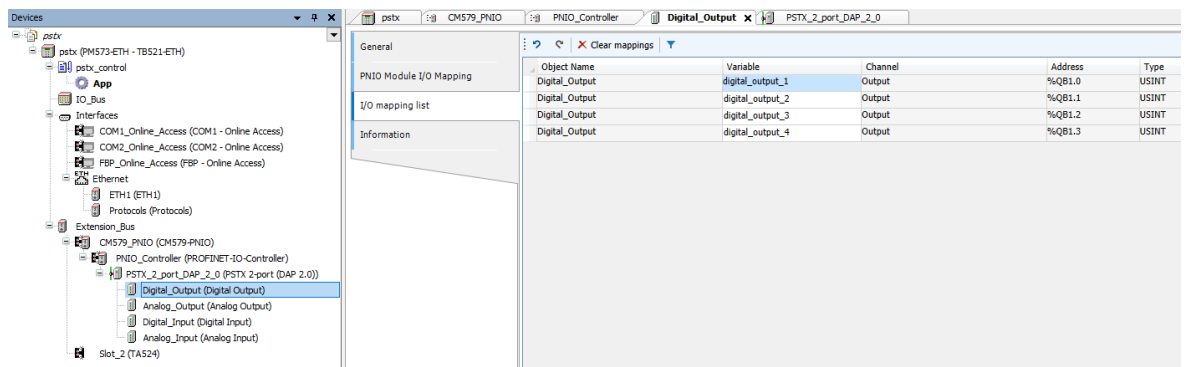 Devices
pstx
pstx (PM573-ETH - TB521-ETH)
pstx_control
App
IO_Bus
Interfaces
COM1_Online_Access (COM1 - Online Access)
COM2_Online_Access (COM2 - Online Access)
FBP_Online_Access (FBP - Online Access)
ETH Ethernet
ETH1 (ETH1)
Protocols (Protocols)
Extension_Bus
CM579_PNIO (CM579-PNIO)
PNIO_Controller (PROFINET-IO-Controller)
PSTX_2_port_DAP_2_0 (PSTX 2-port (DAP 2.0))
Digital_Output (Digital Output)
Analog_Output (Analog Output)
Digital_Input (Digital Input)
Analog_Input (Analog Input)
Slot_2 (TA524)
pstx CM579_PNIO PNIO_Controller Digital_Output PSTX_2_port_DAP_2_0
General
PNIO Module I/O Mapping
I/O mapping list
Information
Clear mappings
Object Name Variable Channel Address Type
Digital_Output digital_output_1 Output %QB1.0 USINT
Digital_Output digital_output_2 Output %QB1.1 USINT
Digital_Output digital_output_3 Output %QB1.2 USINT
Digital_Output digital_output_4 Output %QB1.3 USINT